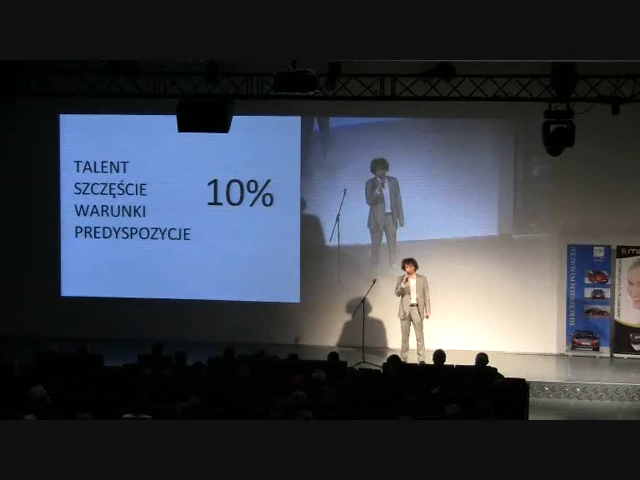 TALENT
SZCZĘŚCIE
WARUNKI
PREDYSPOZYCJE
10%